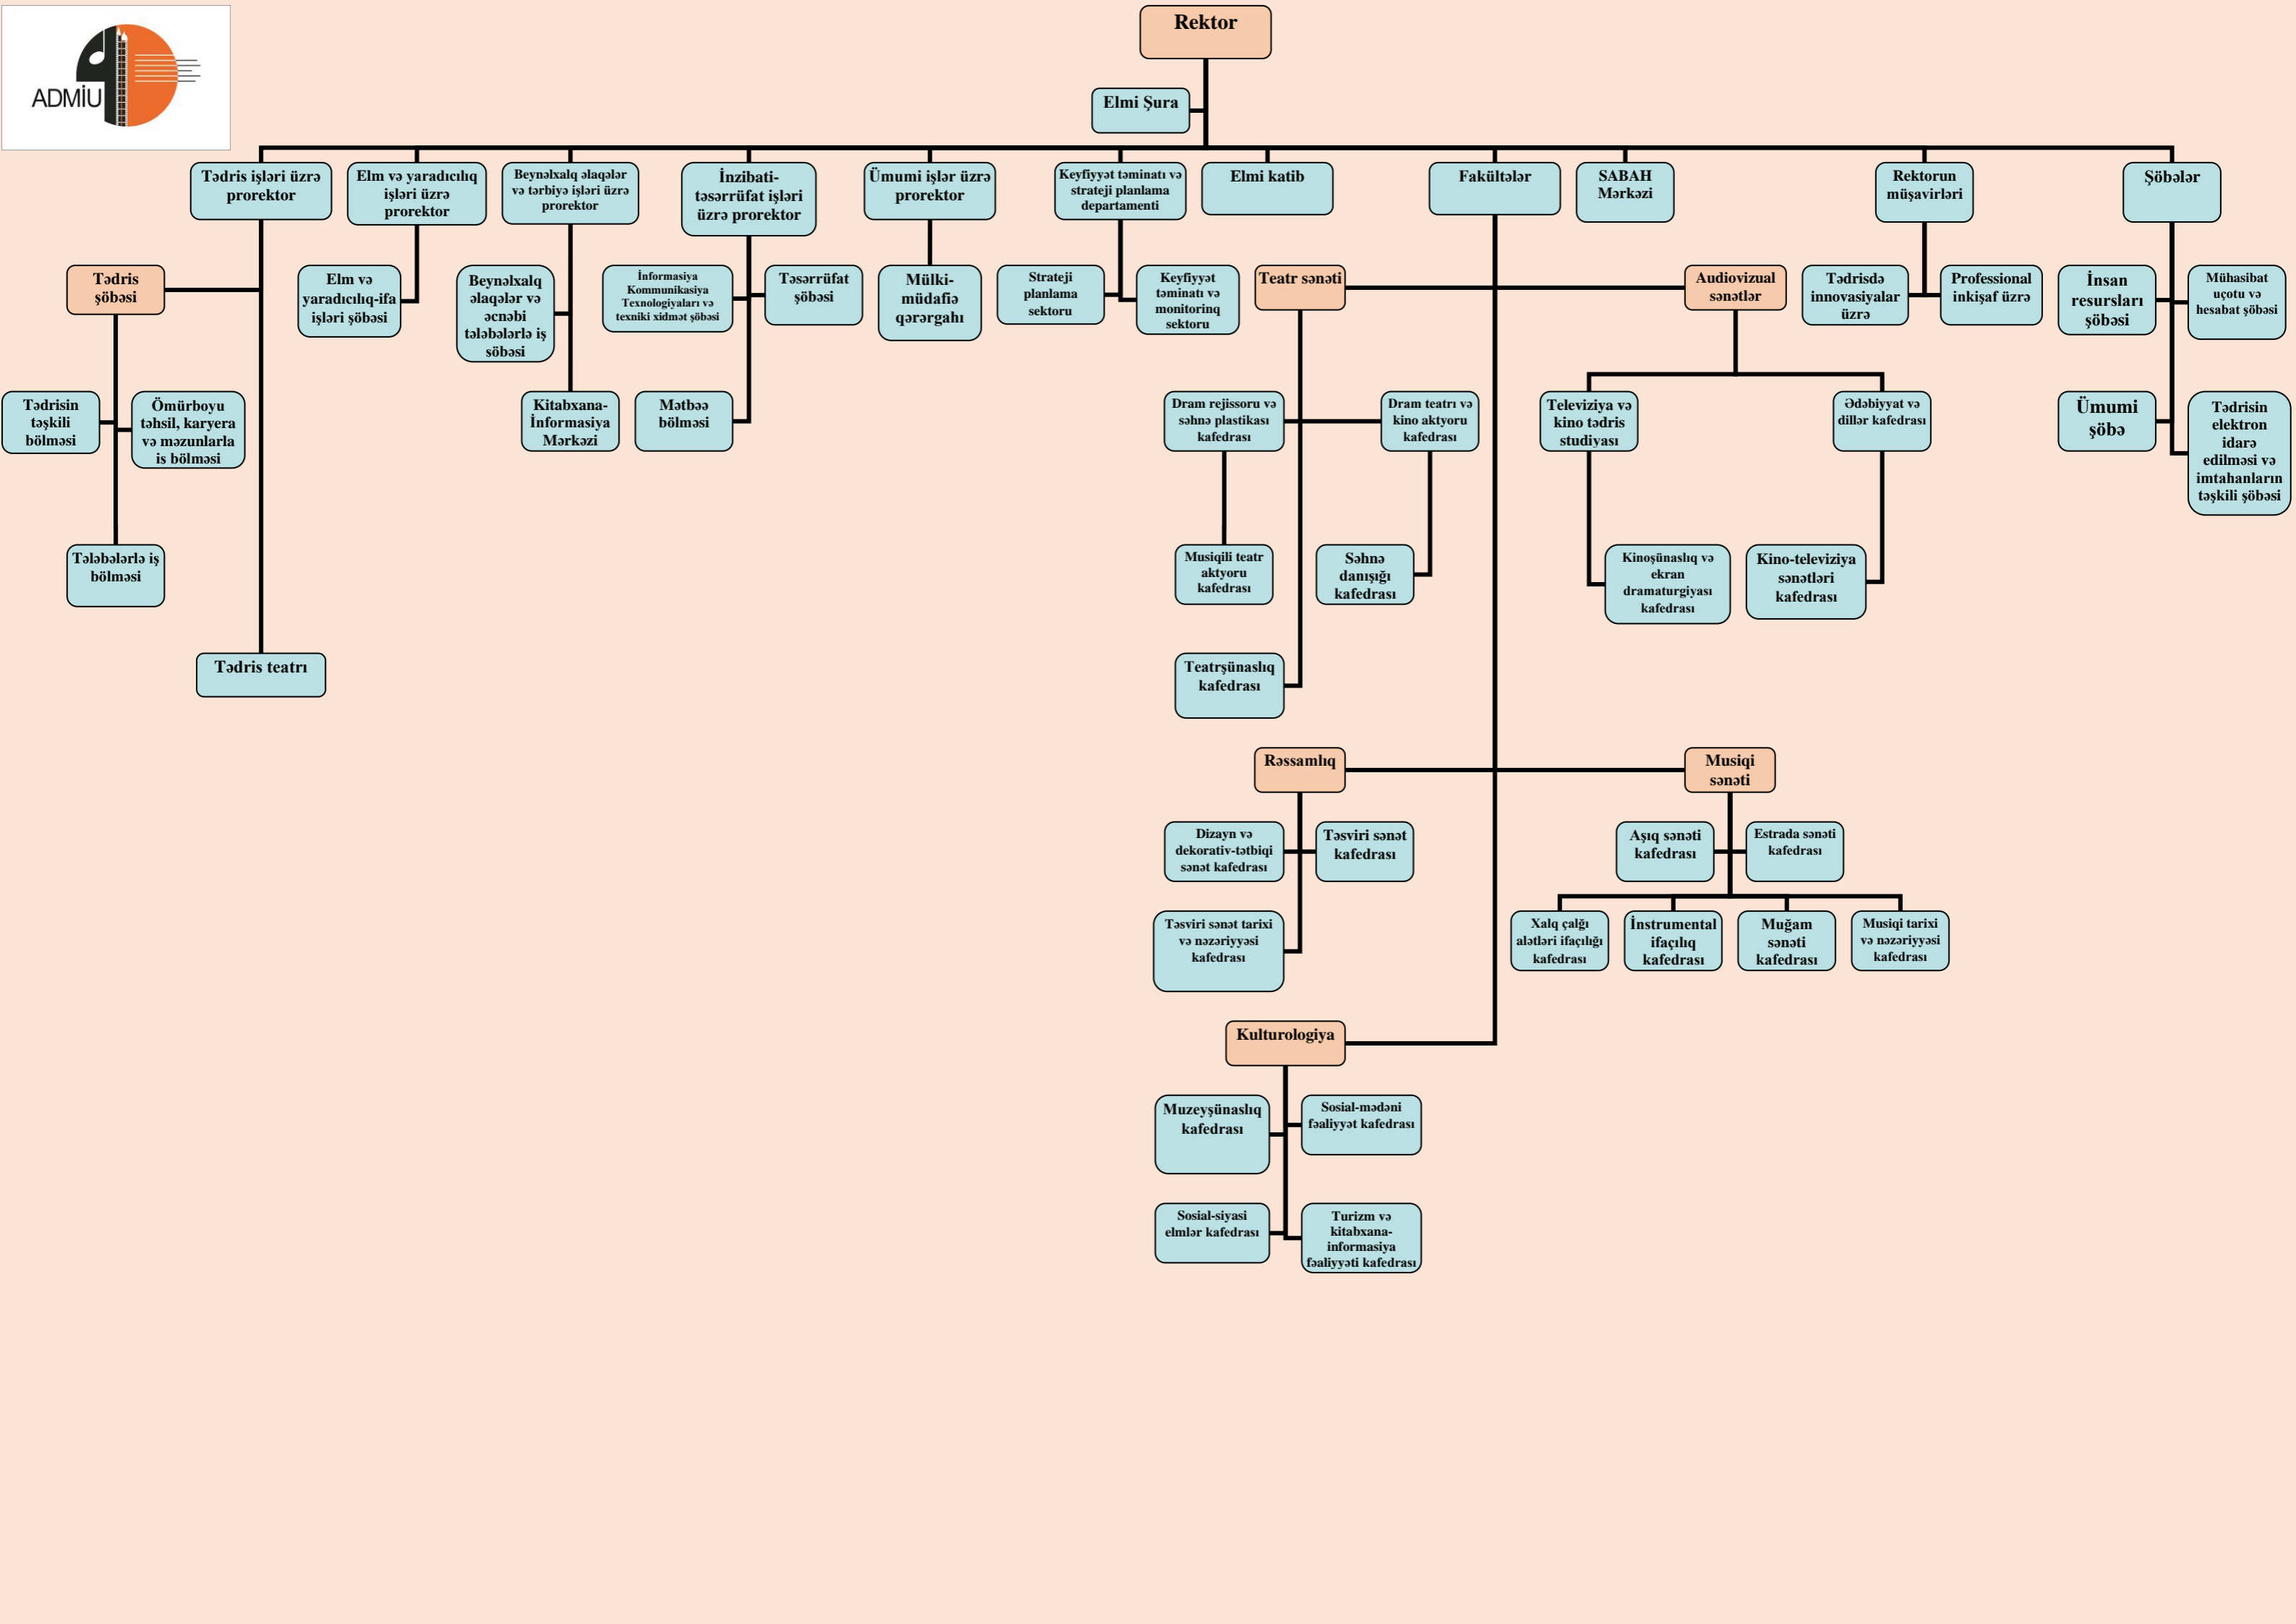 ADMİU
Rektor
Elmi Şura
Tədris işləri üzrə
prorektor
Elm və yaradıcılıq
işləri üzrə
prorektor
Beynəlxalq əlaqələr
və tərbiyə işləri üzrə
prorektor
İnzibati-
təsərrüfat işləri
üzrə prorektor
Ümumi işlər üzrə
prorektor
Keyfiyyət təminatı və
strateji planlama
departamenti
Elmi katib
Fakültələr
SABAH
Mərkəzi
Rektorun
müşavirləri
Şöbələr
Tədris
şöbəsi
Elm və
yaradıcılıq-ifa
işləri şöbəsi
Beynəlxalq
əlaqələr və
əcnəbi
tələbələrlə iş
şöbəsi
İnformasiya
Kommunikasiya
Texnologiyaları və
texniki xidmət şöbəsi
Təsərrüfat
şöbəsi
Mülki-
müdafiə
qərərgahı
Strateji
planlama
sektoru
Keyfiyyət
təminatı və
monitorinq
sektoru
Teatr sənəti
Audiovizual
sənətlər
Tədrisdə
innovasiyalar
üzrə
Professional
inkişaf üzrə
İnsan
resursları
şöbəsi
Mühasibat
uçotu və
hesabat şöbəsi
Tədrisin
təşkili
bölməsi
Ömürboyu
təhsil, karyera
və məzunlarla
is bölməsi
Kitabxana-
İnformasiya
Mərkəzi
Mətbəə
bölməsi
Dram rejissoru və
səhnə plastikası
kafedrası
Dram teatrı və
kino aktyoru
kafedrası
Televiziya və
kino tədris
studiyası
Ədəbiyyat və
dillər kafedrası
Ümumi
şöbə
Tədrisin
elektron
idarə
edilməsi və
imtahanların
təşkili şöbəsi
Tələbələrlə iş
bölməsi
Musiqili teatr
aktyoru
kafedrası
Səhnə
danışığı
kafedrası
Kinoşünaslıq və
ekran
dramaturgiyası
kafedrası
Kino-televiziya
sənətləri
kafedrası
Tədris teatrı
Teatrşünaslıq
kafedrası
Rəssamlıq
Musiqi
sənəti
Dizayn və
dekorativ-tətbiqi
sənət kafedrası
Təsviri sənət
kafedrası
Aşıq sənəti
kafedrası
Estrada sənəti
kafedrası
Təsviri sənət tarixi
və nəzəriyyəsi
kafedrası
Xalq çalğı
alətləri ifaçılığı
kafedrası
İnstrumental
ifaçılıq
kafedrası
Muğam
sənəti
kafedrası
Musiqi tarixi
və nəzəriyyəsi
kafedrası
Kulturologiya
Muzeyşünaslıq
kafedrası
Sosial-mədəni
fəaliyyət kafedrası
Sosial-siyasi
elmlər kafedrası
Turizm və
kitabxana-
informasiya
fəaliyyəti kafedrası